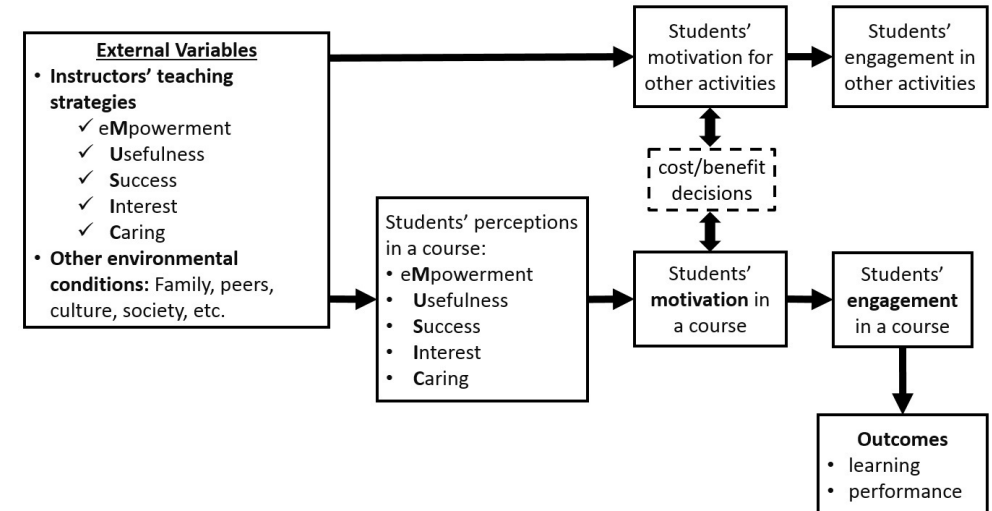 External Variables
• Instructors' teaching
strategies
✓ eMpowerment
✓ Usefulness
✓ Success
✓ Interest
✓ Caring
• Other environmental
conditions: Family, peers,
culture, society, etc.
Students' perceptions
in a course:
• eMpowerment
• Usefulness
• Success
• Interest
• Caring
Students'
motivation for
other activities
Students'
engagement in
other activities
cost/benefit
decisions
Students'
motivation in
a course
Students'
engagement
in a course
Outcomes
• learning
• performance